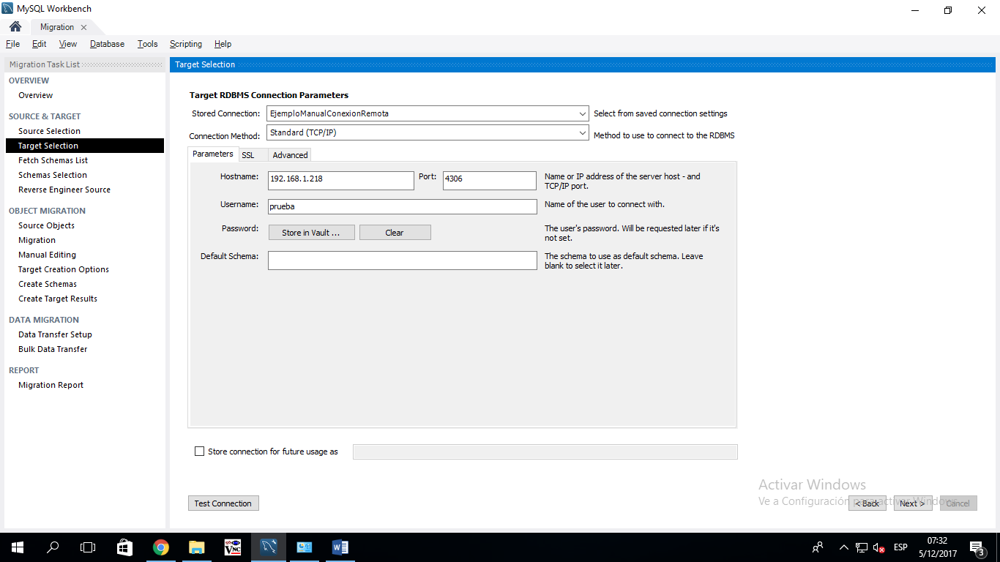 MySQL Workbench
Migration
File Edit View Database Tools Scripting Help
Migration Task List
OVERVIEW
Overview
SOURCE & TARGET
Source Selection
Target Selection
Fetch Schemas List
Schemas Selection
Reverse Engineer Source
OBJECT MIGRATION
Source Objects
Migration
Manual Editing
Target Creation Options
Create Schemas
Create Target Results
DATA MIGRATION
Data Transfer Setup
Bulk Data Transfer
REPORT
Migration Report
Target Selection
Target RDBMS Connection Parameters
Stored Connection: EjemploManualConexionRemota Select from saved connection settings
Connection Method: Standard (TCP/IP) Method to use to connect to the RDBMS
Parameters SSL Advanced
Hostname: 192.168.1.218 Port: 4306 Name or IP address of the server host - and
TCP/IP port.
Username: prueba Name of the user to connect with.
Password: Store in Vault ... Clear The user's password. Will be requested later if it's
not set.
Default Schema: The schema to use as default schema. Leave
blank to select it later.
Store connection for future usage as
Activar Windows
Ve a Configuración para activar Windows.
Test Connection < Back Next > Cancel
VNC
ESP
07:32
5/12/2017
3